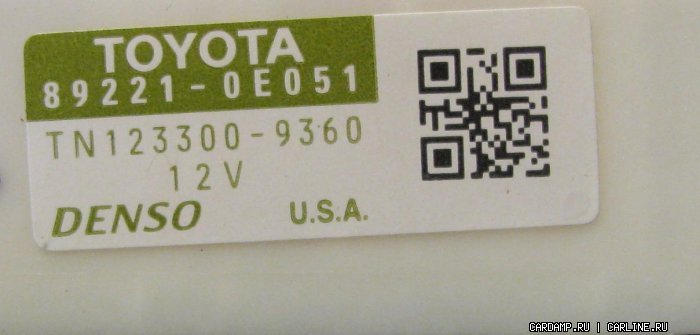 TOYOTA
89221-0E051
TN123300-9360
12V
DENSO U.S.A.
CARDAMP.RU | CARLINE.RU